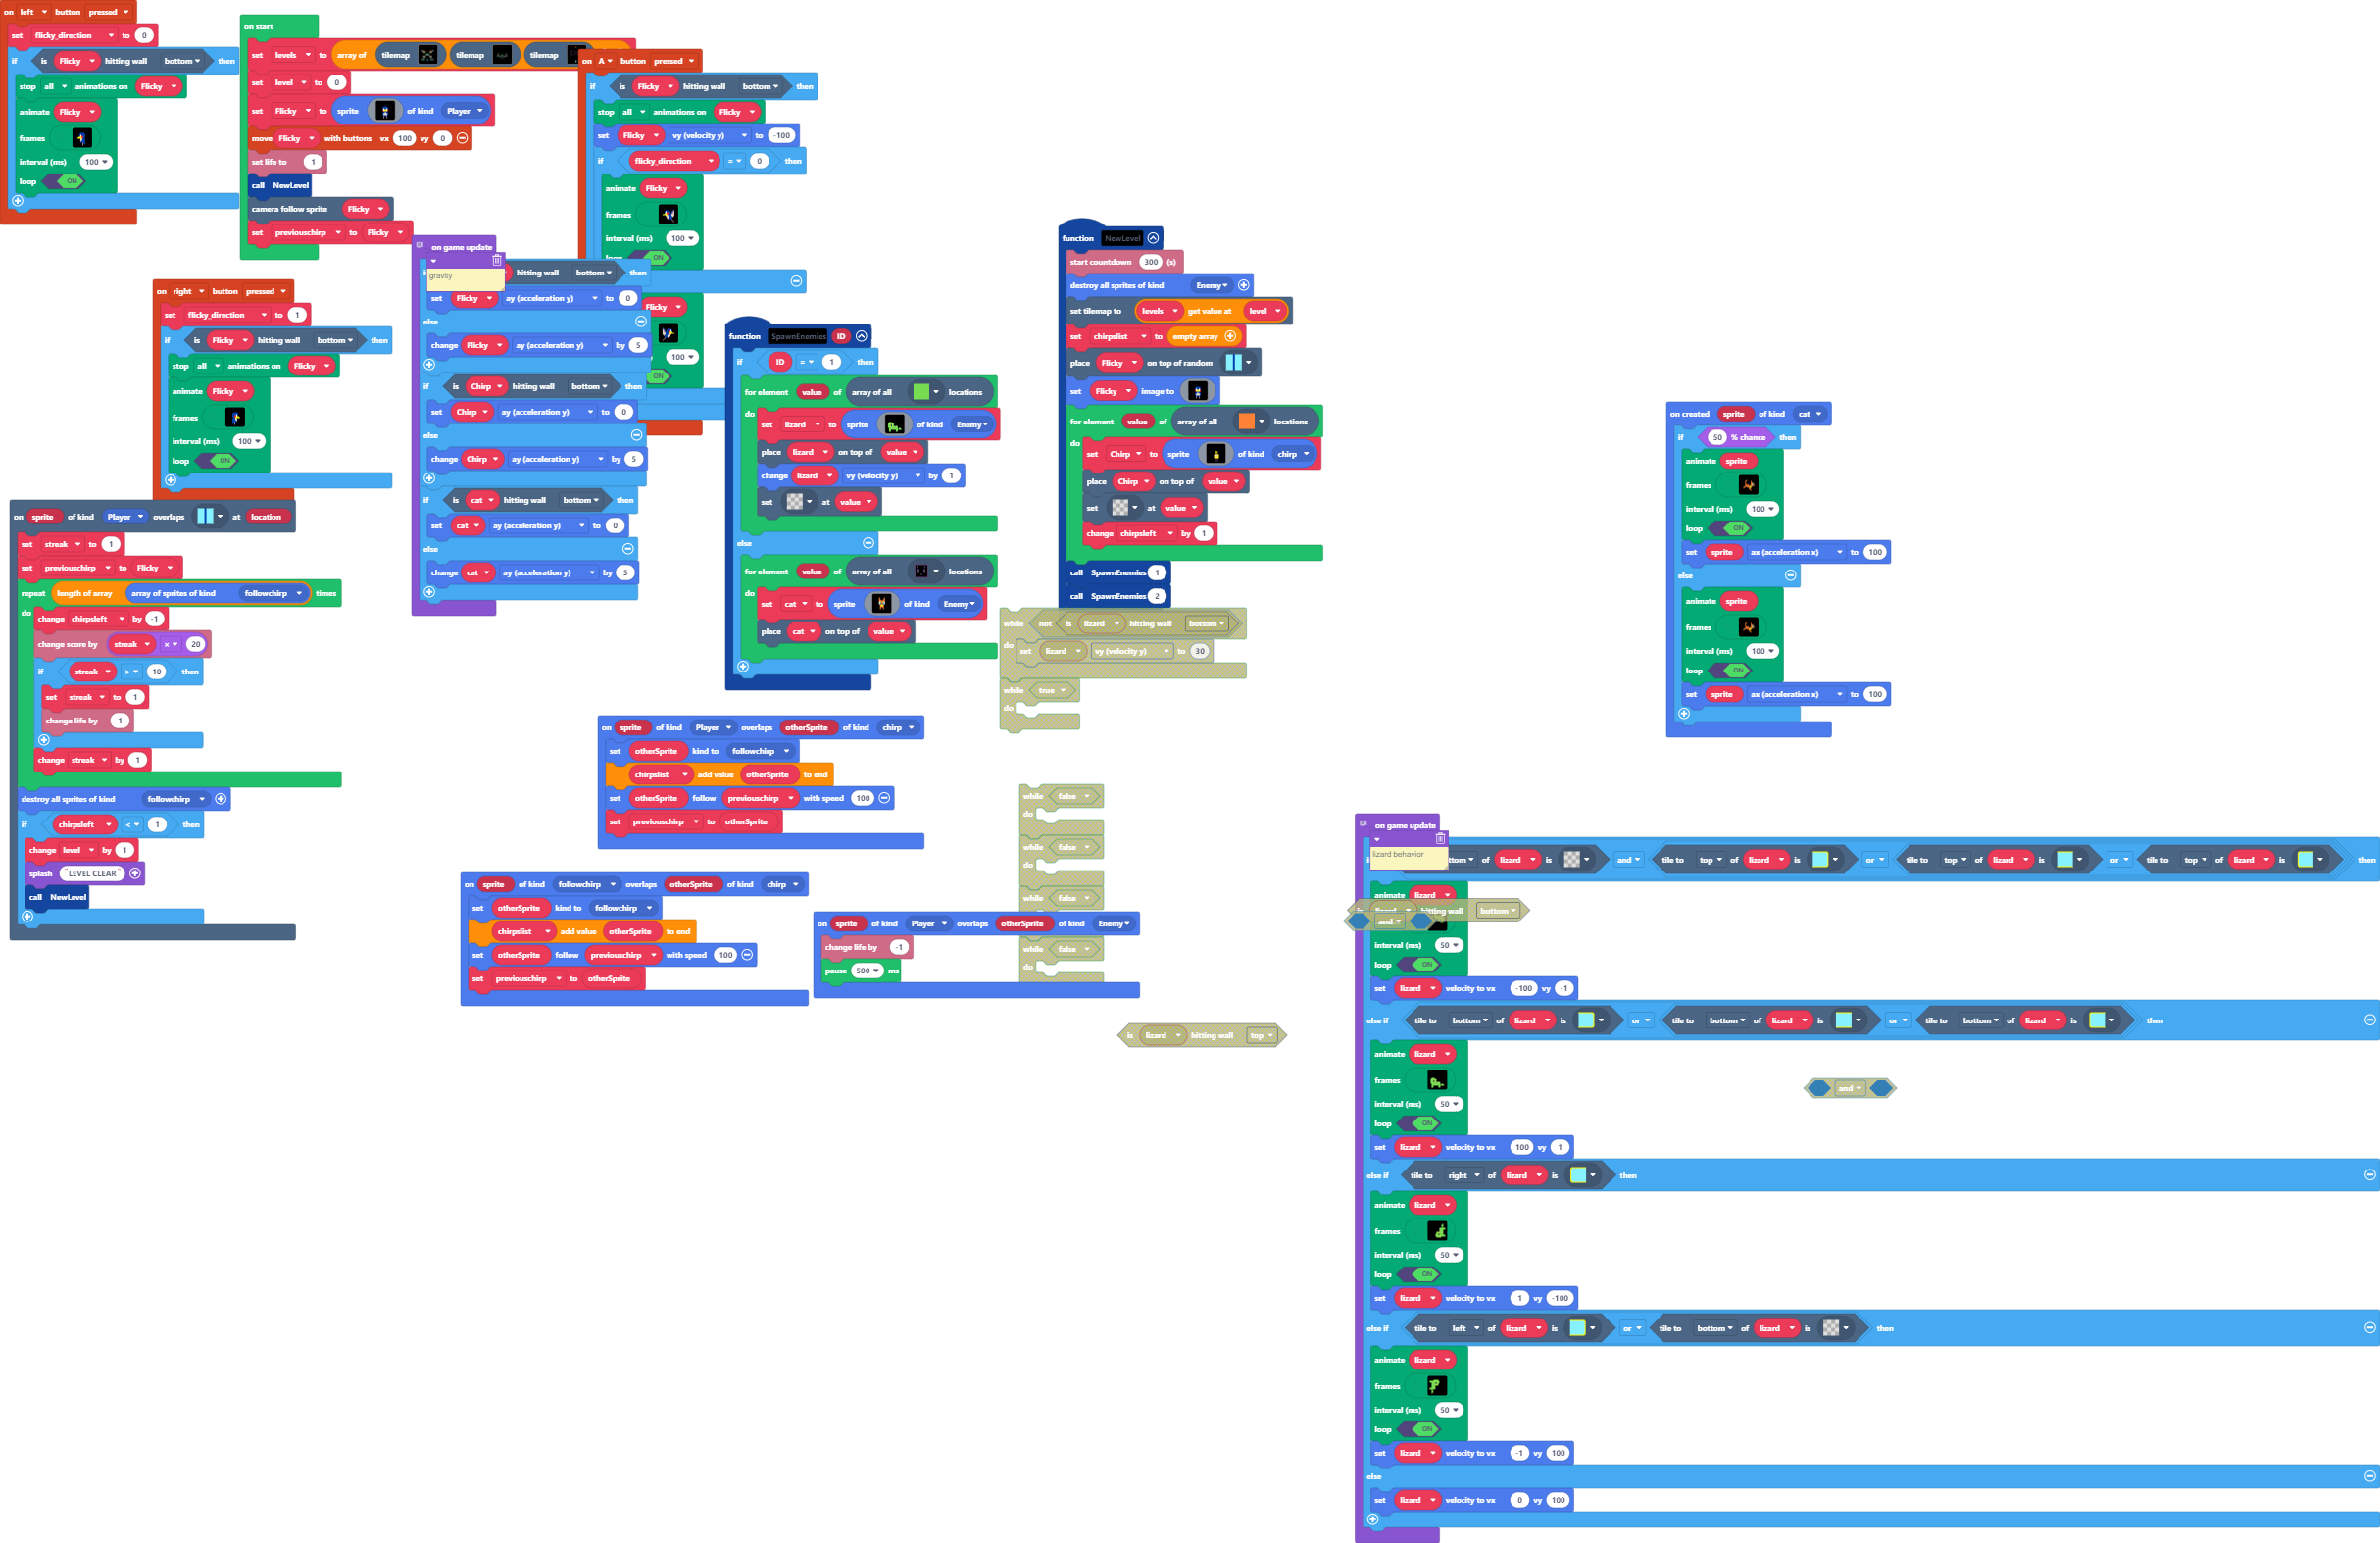 on left button pressed
set flicky_direction to 0
if is Flicky hitting wall bottom then
stop all animations on Flicky
animate Flicky
frames
interval (ms) 100
loop ON
on start
set levels to array of tilemap tilemap tilemap
set level to 0
set Flicky to sprite of kind Player
move Flicky with buttons vx 100 vy 0
set life to 1
call NewLevel
camera follow sprite Flicky
set previouschirp to Flicky
on A button pressed
if is Flicky hitting wall bottom then
stop all animations on Flicky
set Flicky vy (velocity y) to -100
if flicky_direction = 0 then
animate Flicky
frames
interval (ms) 100
loop ON
Flicky
100
ON
on right button pressed
set flicky_direction to 1
if is Flicky hitting wall bottom then
stop all animations on Flicky
animate Flicky
frames
interval (ms) 100
loop ON
on game update
gravity
hitting wall bottom then
set Flicky ay (acceleration y) to 0
else
change Flicky ay (acceleration y) by 5
if is Chirp hitting wall bottom then
set Chirp ay (acceleration y) to 0
else
change Chirp ay (acceleration y) by 5
if is cat hitting wall bottom then
set cat ay (acceleration y) to 0
else
change cat ay (acceleration y) by 5
function SpawnEnemies ID
if ID = 1 then
for element value of array of all locations
do
set lizard to sprite of kind Enemy
place lizard on top of value
change lizard vy (velocity y) by 1
set at value
else
for element value of array of all locations
do
set cat to sprite of kind Enemy
place cat on top of value
function NewLevel
start countdown 300 (s)
destroy all sprites of kind Enemy
set tilemap to levels get value at level
set chirpslist to empty array
place Flicky on top of random
set Flicky image to
for element value of array of all locations
do
set Chirp to sprite of kind chirp
place Chirp on top of value
set at value
change chirpsleft by 1
call SpawnEnemies 1
call SpawnEnemies 2
while not is lizard hitting wall bottom
do
set lizard vy (velocity y) to 30
while true
do
on created sprite of kind cat
if 50 % chance then
animate sprite
frames
interval (ms) 100
loop ON
set sprite ax (acceleration x) to 100
else
animate sprite
frames
interval (ms) 100
loop ON
set sprite ax (acceleration x) to 100
on sprite of kind Player overlaps at location
set streak to 1
set previouschirp to Flicky
repeat length of array array of sprites of kind followchirp times
do
change chirpsleft by -1
change score by streak x 20
if streak > 10 then
set streak to 1
change life by 1
change streak by 1
destroy all sprites of kind followchirp
if chirpsleft < 1 then
change level by 1
splash "LEVEL CLEAR"
call NewLevel
on sprite of kind Player overlaps otherSprite of kind chirp
set otherSprite kind to followchirp
chirpslist add value otherSprite to end
set otherSprite follow previouschirp with speed 100
set previouschirp to otherSprite
on sprite of kind followchirp overlaps otherSprite of kind chirp
set otherSprite kind to followchirp
chirpslist add value otherSprite to end
set otherSprite follow previouschirp with speed 100
set previouschirp to otherSprite
while false
do
while false
do
while false
while false
do
on sprite of kind Player overlaps otherSprite of kind Enemy
change life by -1
pause 500 ms
is lizard hitting wall top
on game update
lizard behavior
of lizard is and tile to top of lizard is or tile to top of lizard is or tile to top of lizard is then
animate lizard
hitting wall bottom
and
interval (ms) 50
loop ON
set lizard velocity to vx -100 vy -1
else if tile to bottom of lizard is or tile to bottom of lizard is or tile to bottom of lizard is then
animate lizard
frames
interval (ms) 50
loop ON
set lizard velocity to vx 100 vy 1
and
else if tile to right of lizard is then
animate lizard
frames
interval (ms) 50
loop ON
set lizard velocity to vx 1 vy -100
else if tile to left of lizard is or tile to bottom of lizard is then
animate lizard
frames
interval (ms) 50
loop ON
set lizard velocity to vx -1 vy 100
else
set lizard velocity to vx 0 vy 100